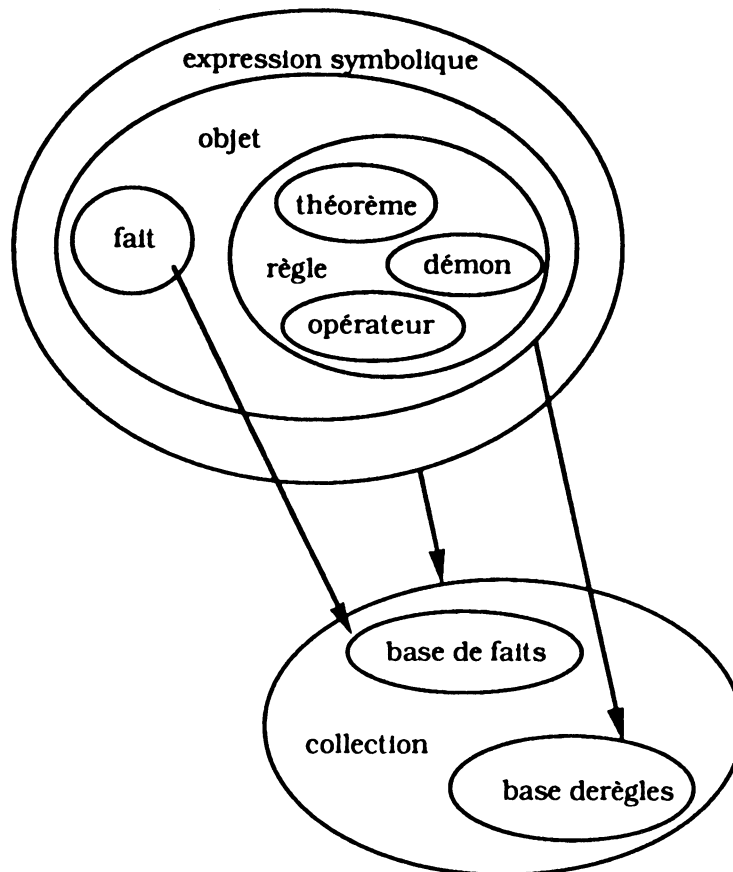 expression symbolique
objet
théorème
fait
règle
démon
opérateur
base de faits
collection
base derègles